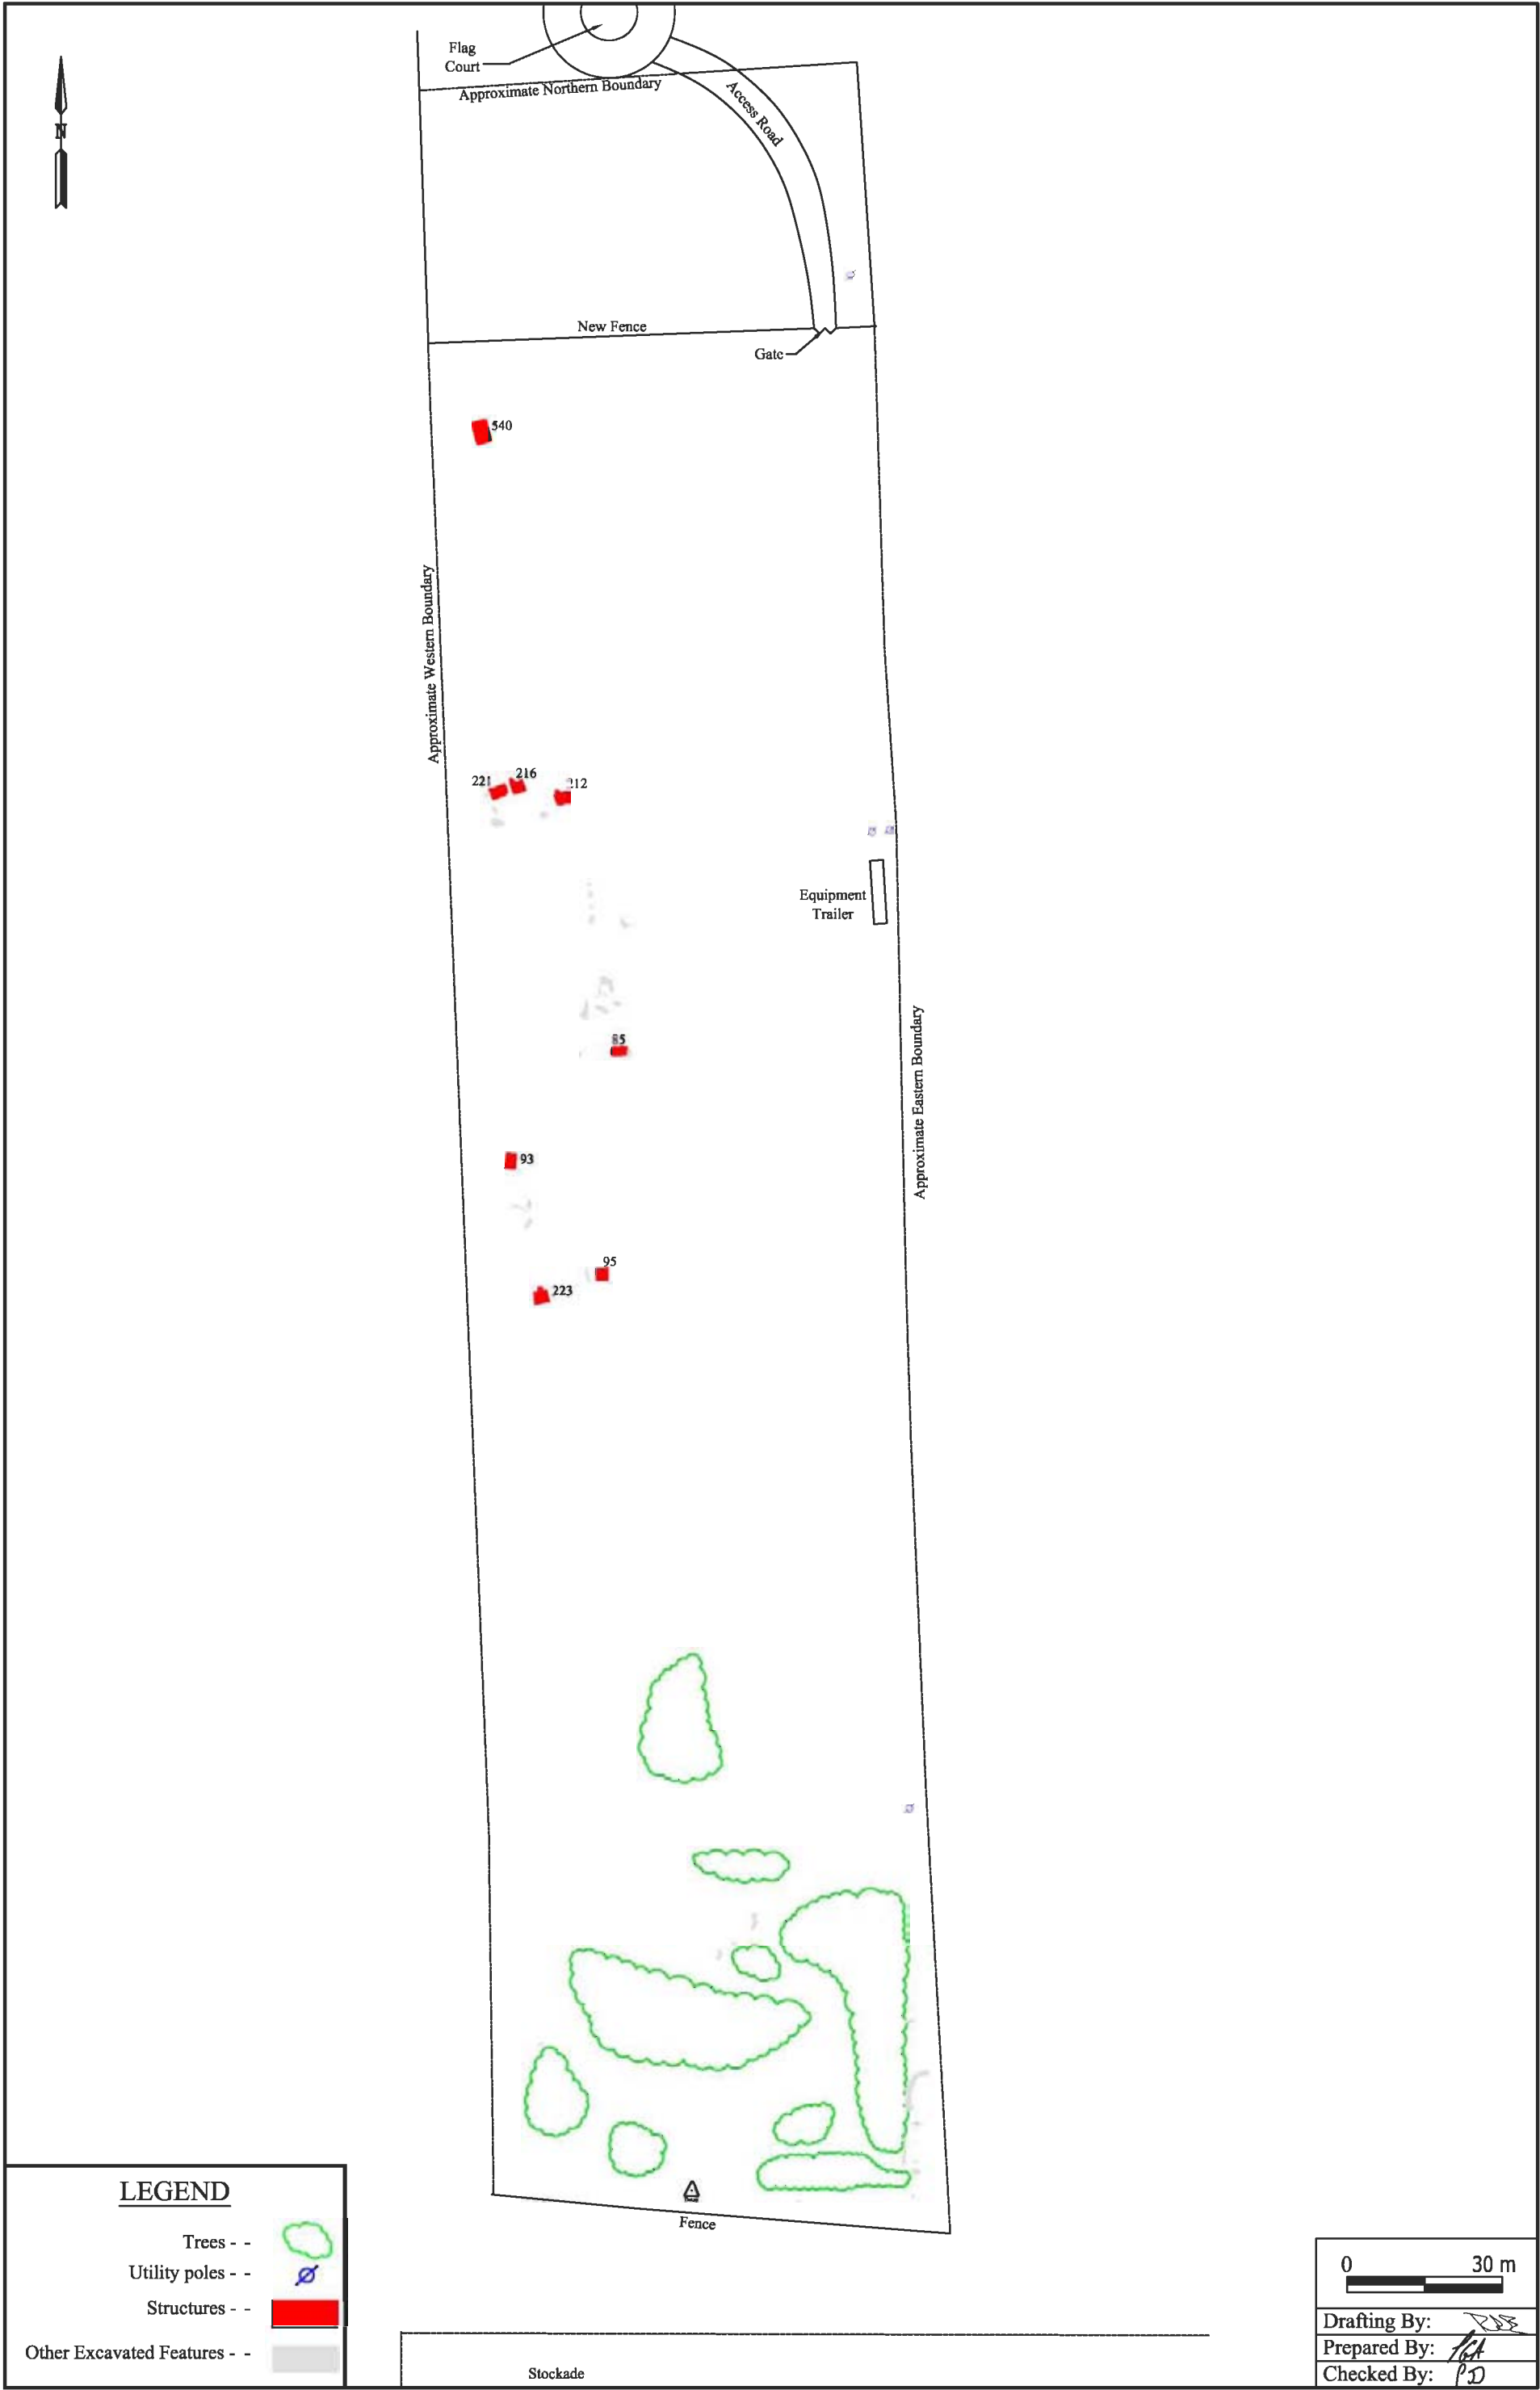 Flag
Court
Approximate Northern Boundary
Access Road
N
New Fence
Gate
540
Approximate Western Boundary
221
216
212
Equipment
Trailer
85
Approximate Eastern Boundary
93
95
223
Fence
LEGEND
Trees - -
Utility poles - -
Structures - -
Other Excavated Features - -
Stockade
0 30 m
Drafting By:
Prepared By:
Checked By: PD